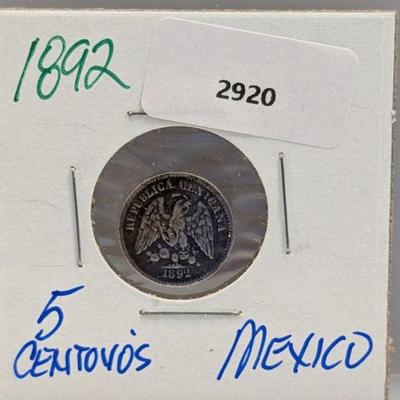 1892
2920
REPUBLICA MEXICANA
1892
5
CENTOVOS
MEXICO